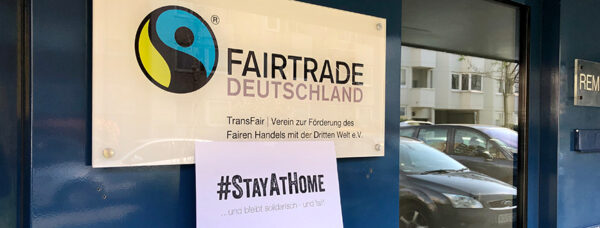 ®
FAIRTRADE
DEUTSCHLAND
TransFair | Verein zur Förderung des
Fairen Handels mit der Dritten Welt e.V.
#STAYATHOME
...und bleibt solidarisch - und fair!
REM